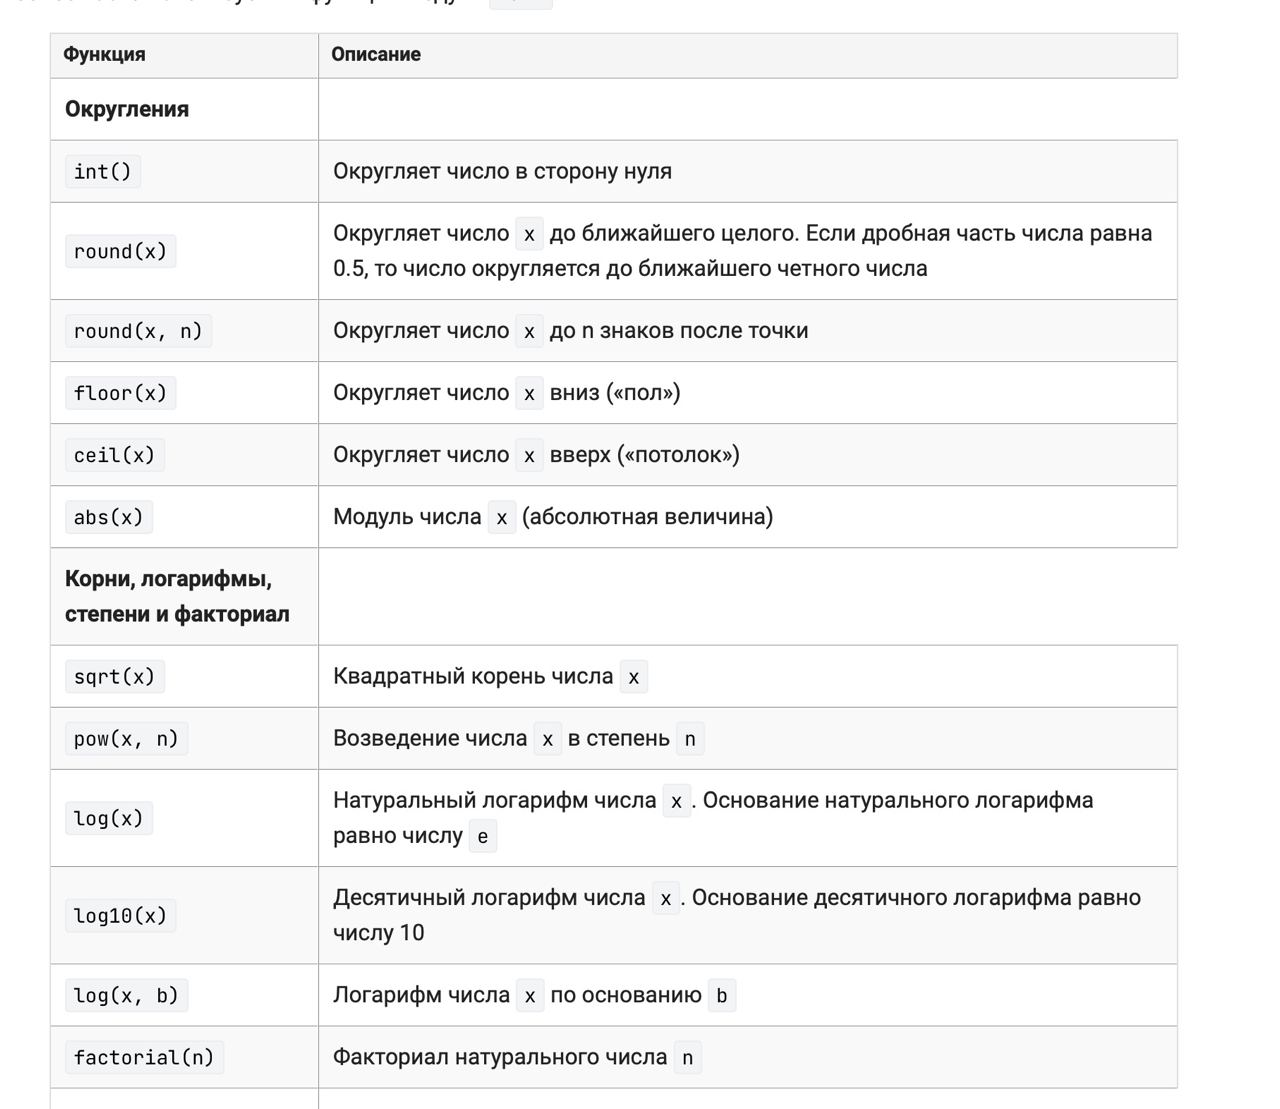 Функция Описание
Округления
int() Округляет число в сторону нуля
round(x) Округляет число x до ближайшего целого. Если дробная часть числа равна
0.5, то число округляется до ближайшего четного числа
round(x, n) Округляет число x до n знаков после точки
floor(x) Округляет число x вниз («пол»)
ceil(x) Округляет число x вверх («потолок»)
abs(x) Модуль числа x (абсолютная величина)
Корни, логарифмы,
степени и факториал
sqrt(x) Квадратный корень числа x
pow(x, n) Возведение числа x в степень n
log(x) Натуральный логарифм числа x. Основание натурального логарифма
равно числу e
log10(x) Десятичный логарифм числа x. Основание десятичного логарифма равно
числу 10
log(x, b) Логарифм числа x по основанию b
factorial(n) Факториал натурального числа n